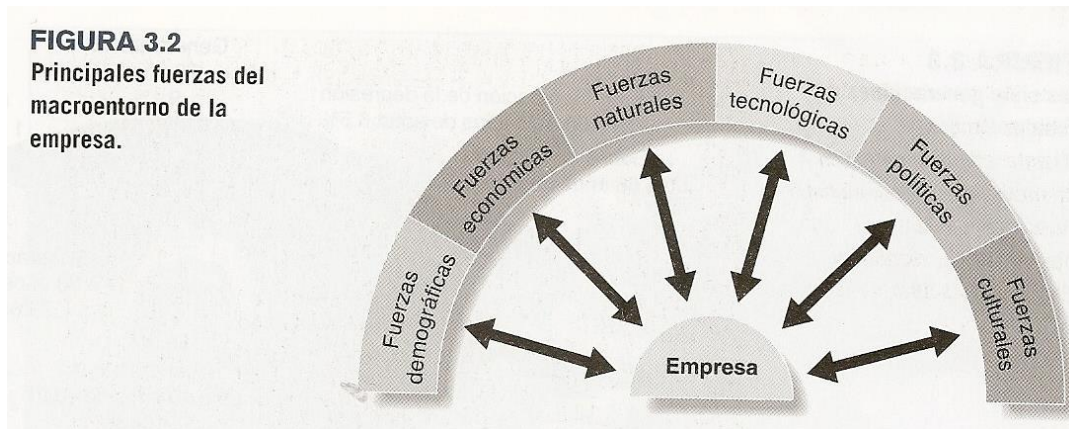 FIGURA 3.2
Principales fuerzas del
macroentorno de la
empresa.
Fuerzas
demográficas
Fuerzas
económicas
Fuerzas
naturales
Fuerzas
tecnológicas
Fuerzas
políticas
Fuerzas
culturales
Empresa